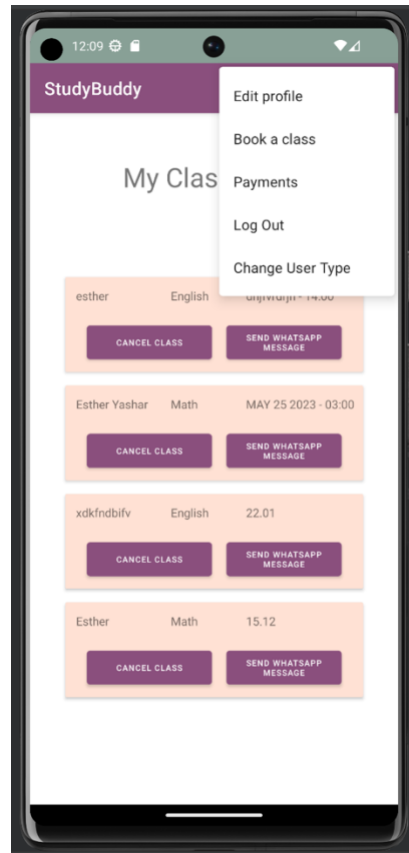 12:09
StudyBuddy
Edit profile
Book a class
My Clas
Payments
Log Out
Change User Type
esther English 14:00
CANCEL CLASS SEND WHATSAPP
MESSAGE
Esther Yashar Math MAY 25 2023 - 03:00
CANCEL CLASS SEND WHATSAPP
MESSAGE
xdkfndbifv English 22.01
CANCEL CLASS SEND WHATSAPP
MESSAGE
Esther Math 15.12
CANCEL CLASS SEND WHATSAPP
MESSAGE